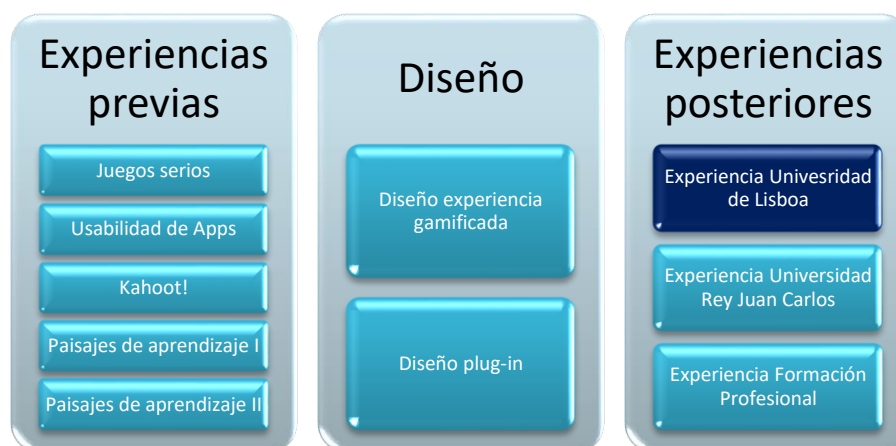 Experiencias
previas
Juegos serios
Usabilidad de Apps
Kahoot!
Paisajes de aprendizaje I
Paisajes de aprendizaje II
Diseño
Diseño experiencia
gamificada
Diseño plug-in
Experiencias
posteriores
Experiencia Univesridad
de Lisboa
Experiencia Universidad
Rey Juan Carlos
Experiencia Formación
Profesional